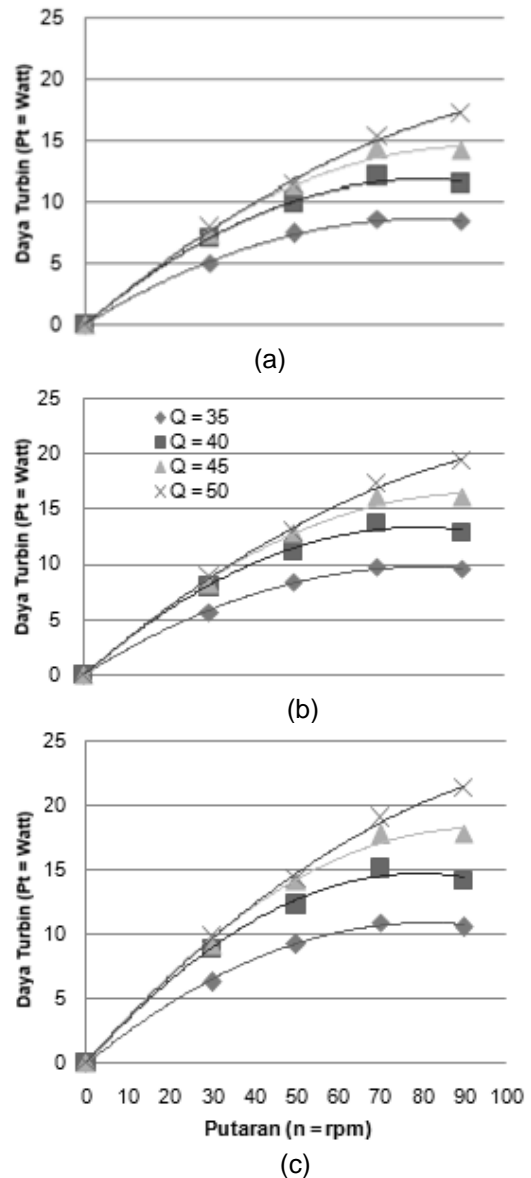 25
20
15
10
5
0
Daya Turbin (Pt = Watt)
(a)
25
20
15
10
5
0
Daya Turbin (Pt = Watt)
Q = 35
Q = 40
Q = 45
Q = 50
(b)
25
20
15
10
5
0
Daya Turbin (Pt = Watt)
0 10 20 30 40 50 60 70 80 90 100
Putaran (n = rpm)
(c)